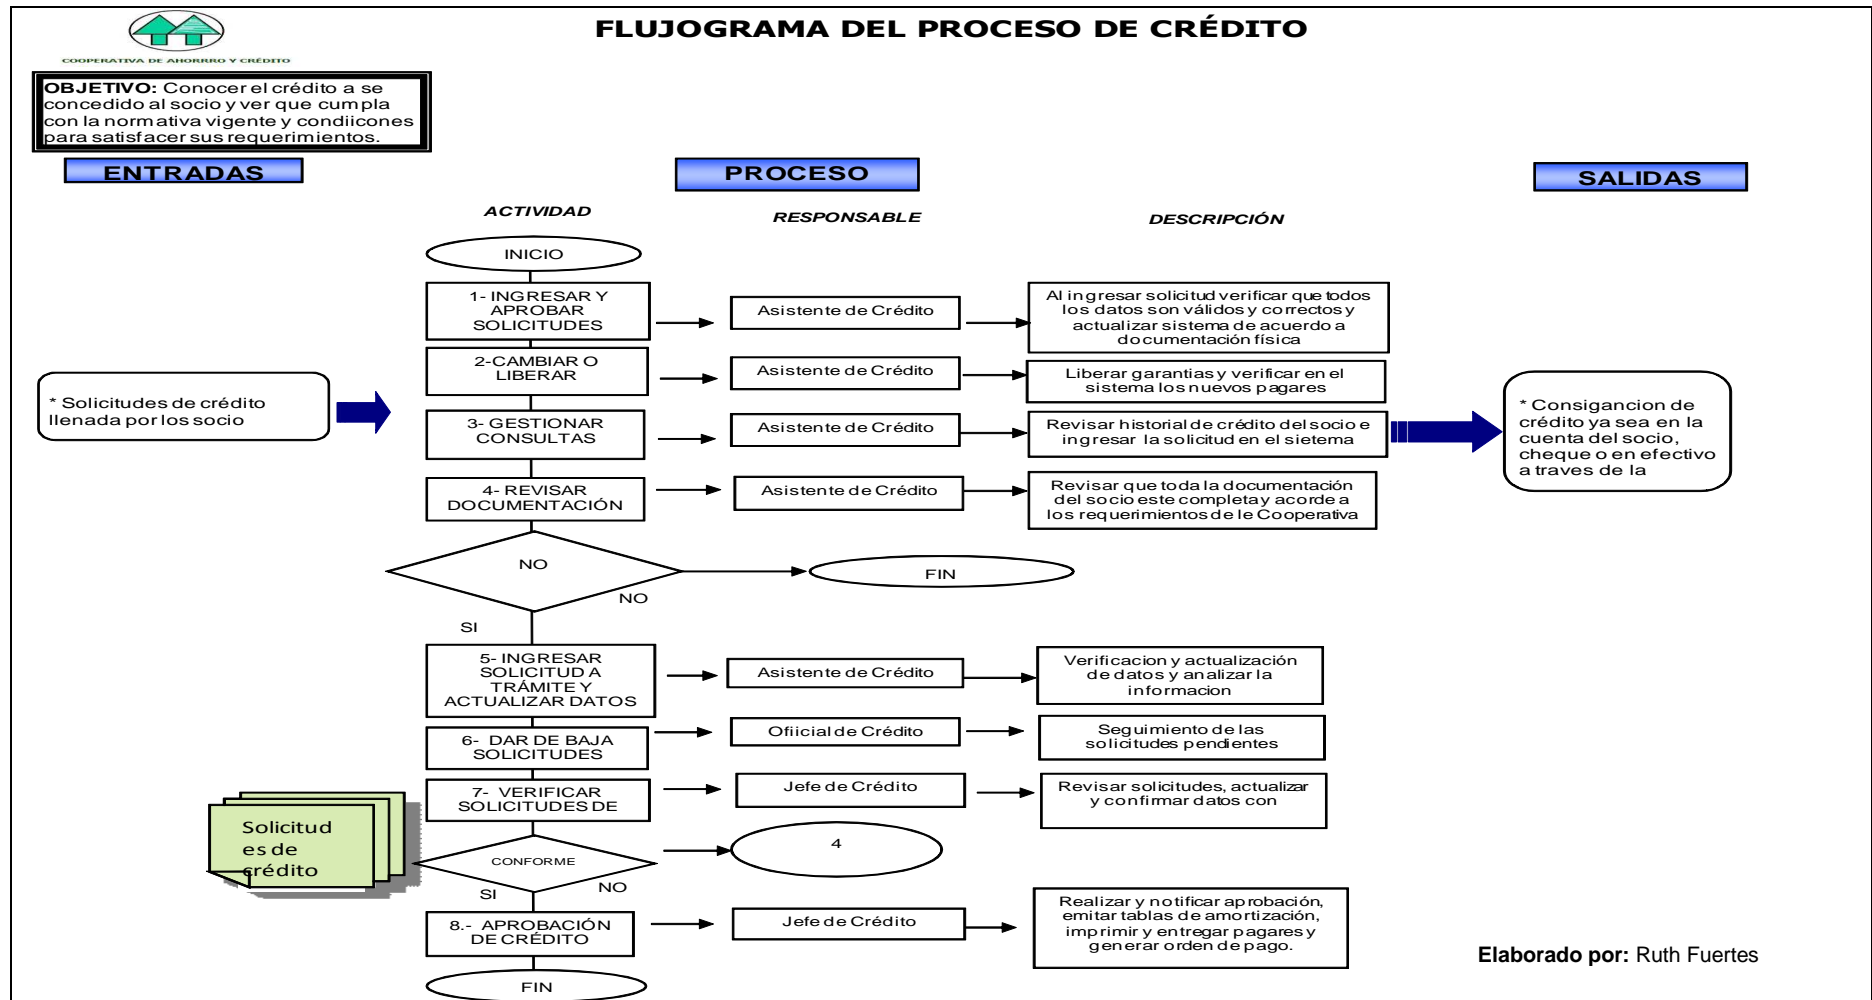 FLUJOGRAMA DEL PROCESO DE CRÉDITO
COOPERATIVA DE AHORRRO Y CRÉDITO
OBJETIVO: Conocer el crédito a se
concedido al socio y ver que cumpla
con la normativa vigente y condiicones
para satisfacer sus requerimientos.
ENTRADAS
PROCESO
SALIDAS
ACTIVIDAD
RESPONSABLE
DESCRIPCIÓN
INICIO
1- INGRESAR Y
APROBAR
SOLICITUDES
Asistente de Crédito
Al ingresar solicitud verificar que todos
los datos son válidos y correctos y
actualizar sistema de acuerdo a
documentación física
2-CAMBIAR O
LIBERAR
Asistente de Crédito
Liberar garantias y verificar en el
sistema los nuevos pagares
* Solicitudes de crédito
llenada por los socio
3- GESTIONAR
CONSULTAS
Asistente de Crédito
Revisar historial de crédito del socio e
ingresar la solicitud en el sietema
* Consigancion de
crédito ya sea en la
cuenta del socio,
cheque o en efectivo
a traves de la
4- REVISAR
DOCUMENTACIÓN
Asistente de Crédito
Revisar que toda la documentación
del socio este completa y acorde a
los requerimientos de le Cooperativa
NO
FIN
NO
SI
5- INGRESAR
SOLICITUD A
TRÁMITE Y
ACTUALIZAR DATOS
Asistente de Crédito
Verificacion y actualización
de datos y analizar la
informacion
6- DAR DE BAJA
SOLICITUDES
Ofiicial de Crédito
Seguimiento de las
solicitudes pendientes
7- VERIFICAR
SOLICITUDES DE
Jefe de Crédito
Revisar solicitudes, actualizar
y confirmar datos con
Solicitud
es de
crédito
CONFORME
4
SI
NO
8.- APROBACIÓN
DE CRÉDITO
Jefe de Crédito
Realizar y notificar aprobación,
emitar tablas de amortización,
imprimir y entregar pagares y
generar orden de pago.
Elaborado por: Ruth Fuertes
FIN